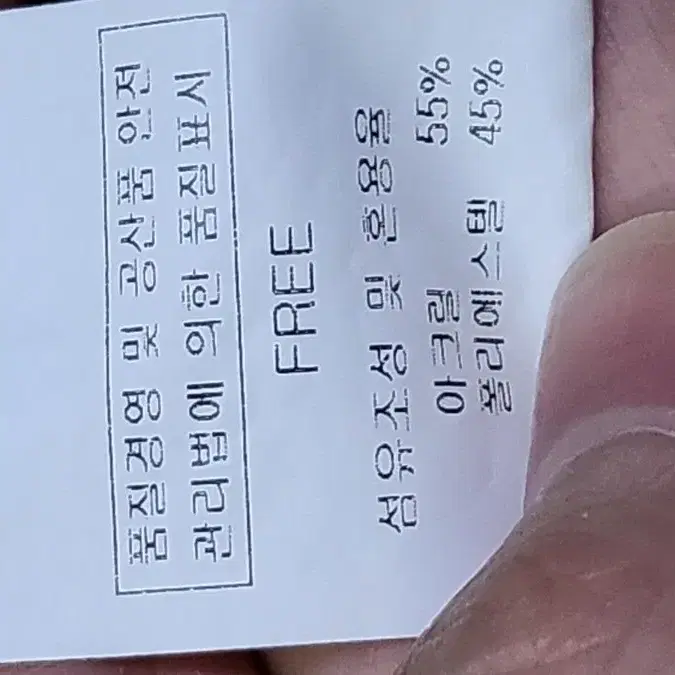 품질경영 및 공산품 안전
관리법에 의한 품질표시
FREE
섬유조성 및 혼용율
아크릴 55%
폴리에스텔 45%